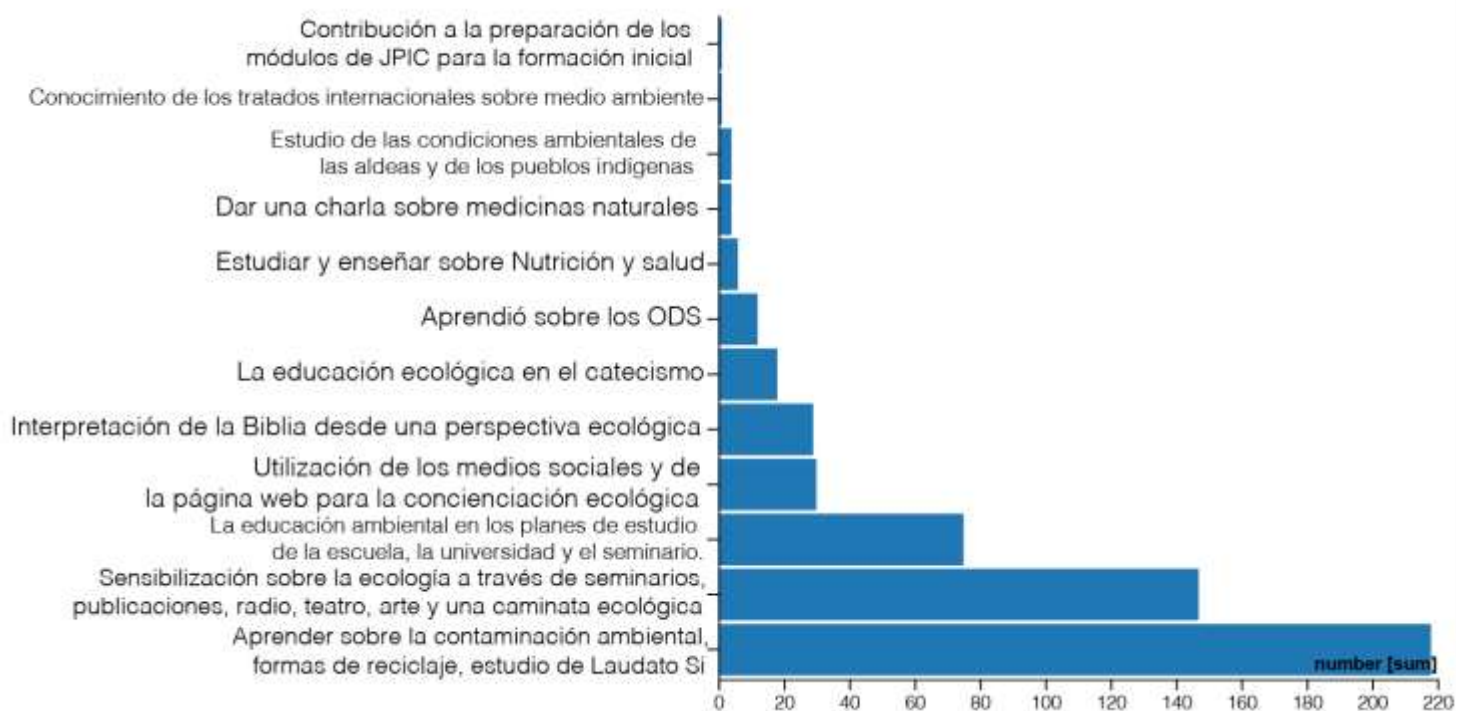 Contribución a la preparación de los
módulos de JPIC para la formación inicial
Conocimiento de los tratados internacionales sobre medio ambiente
Estudio de las condiciones ambientales de
las aldeas y de los pueblos indígenas
Dar una charla sobre medicinas naturales
Estudiar y enseñar sobre Nutrición y salud
Aprendió sobre los ODS
La educación ecológica en el catecismo
Interpretación de la Biblia desde una perspectiva ecológica
Utilización de los medios sociales y de
la página web para la concienciación ecológica
La educación ambiental en los planes de estudio
de la escuela, la universidad y el seminario.
Sensibilización sobre la ecología a través de seminarios,
publicaciones, radio, teatro, arte y una caminata ecológica
Aprender sobre la contaminación ambiental,
formas de reciclaje, estudio de Laudato Si
number [sum]
0 20 40 60 80 100 120 140 160 180 200 220